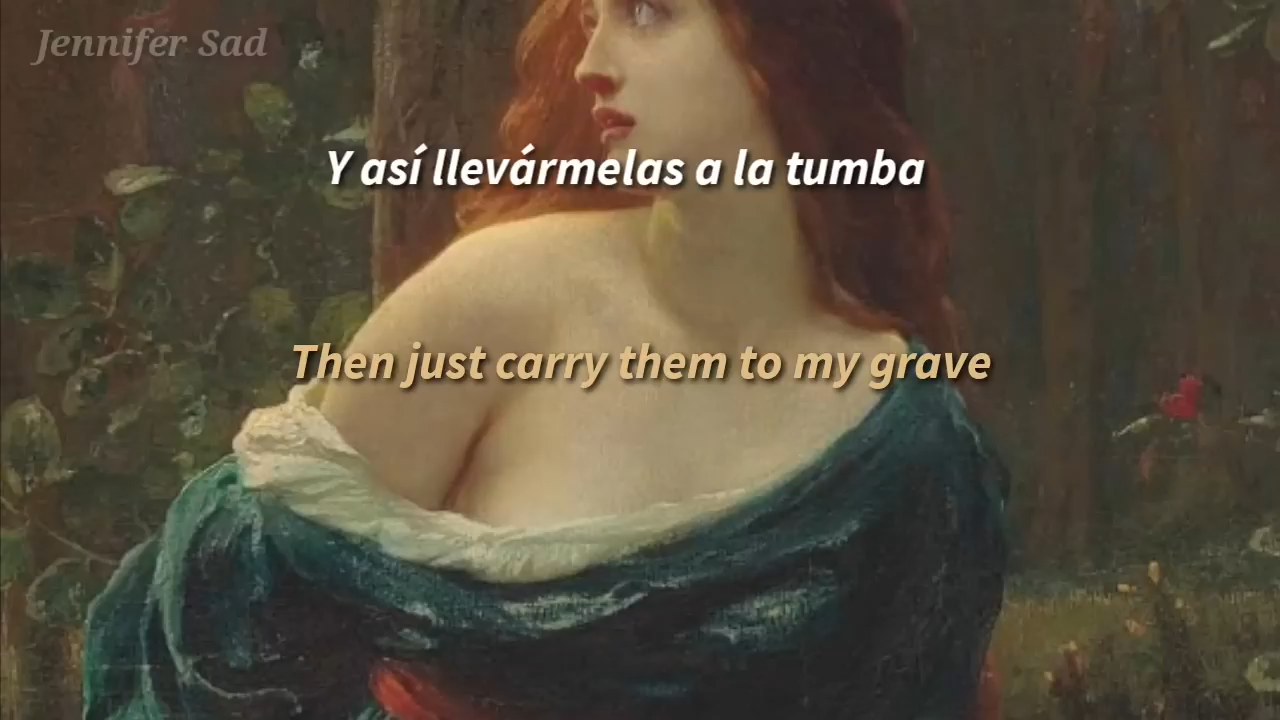 Jennifer Sad
Y así llevármelas a la tumba
Then just carry them to my grave